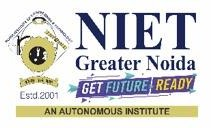 NIET
Greater Noida
GET FUTURE READY
Estd.2001
AN AUTONOMOUS INSTITUTE